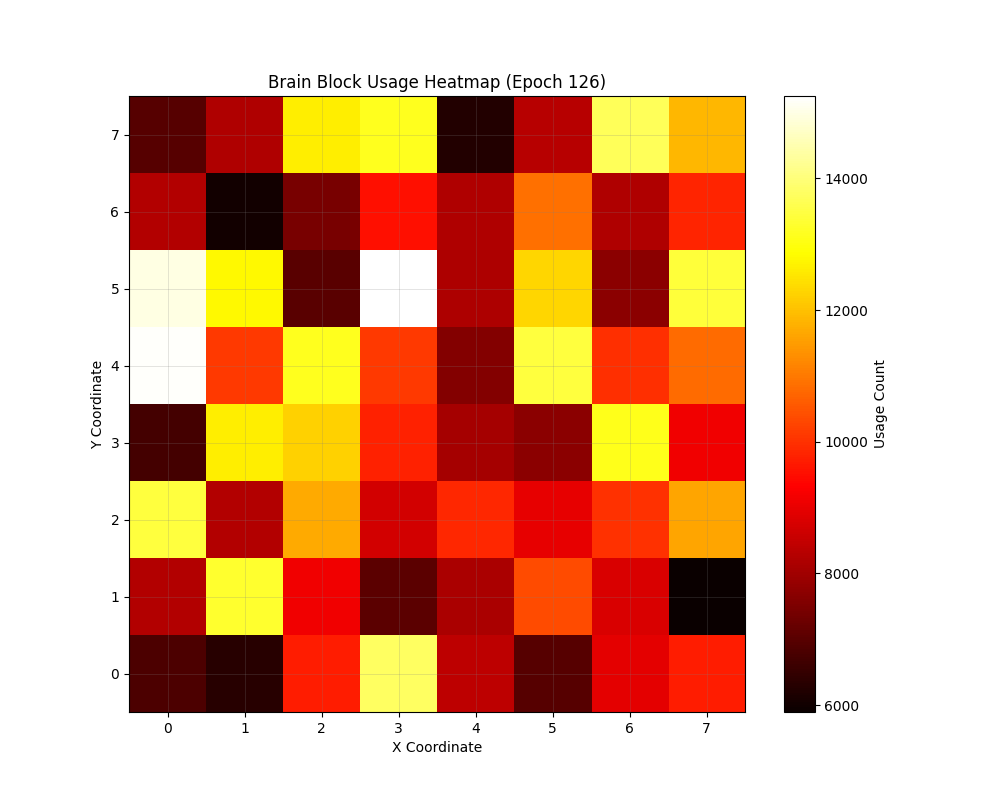 Brain Block Usage Heatmap (Epoch 126)
7
6
5
4
3
2
1
0
Y Coordinate
0 1 2 3 4 5 6 7
X Coordinate
14000
12000
10000
8000
6000
Usage Count